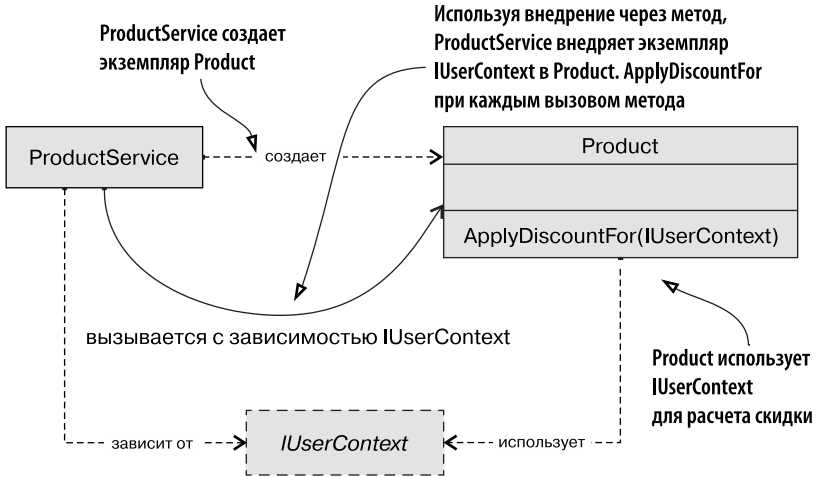 ProductService создает
экземпляр Product
Используя внедрение через метод,
ProductService внедряет экземпляр
IUserContext в Product. ApplyDiscountFor
при каждым вызовом метода
ProductService
создает
Product
ApplyDiscountFor(IUserContext)
вызывается с зависимостью IUserContext
Product использует
IUserContext
для расчета скидки
зависит от
IUserContext
использует